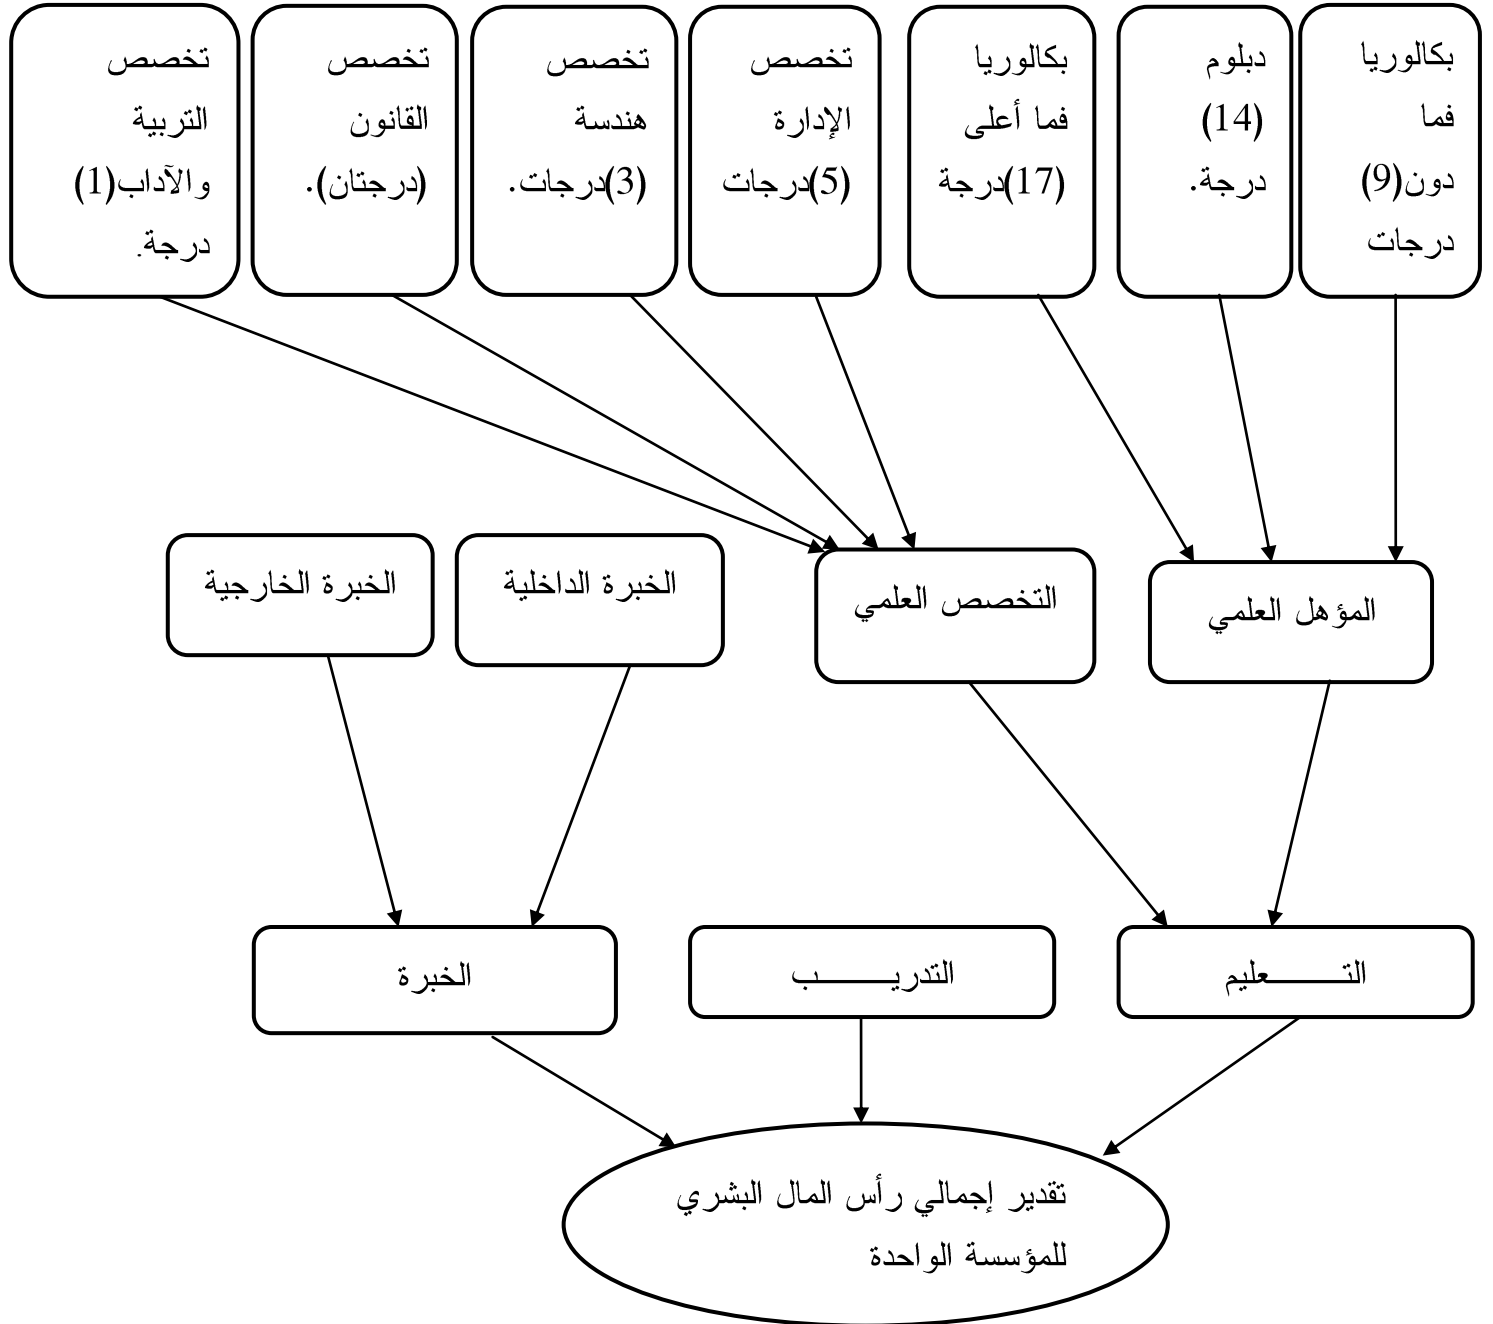 بكالوريا
فما
دون(9)
درجات
دبلوم
(14)
درجة.
بكالوريا
فما أعلى
(17)درجة
تخصص
الإدارة
(5)درجات
تخصص
هندسة
(3)درجات.
تخصص
القانون
(درجتان).
تخصص
التربية
والآداب(1)
درجة.
المؤهل العلمي
التخصص العلمي
الخبرة الداخلية
الخبرة الخارجية
التـــــــعليم
التدريـــــــب
الخبرة
تقدير إجمالي رأس المال البشري
للمؤسسة الواحدة